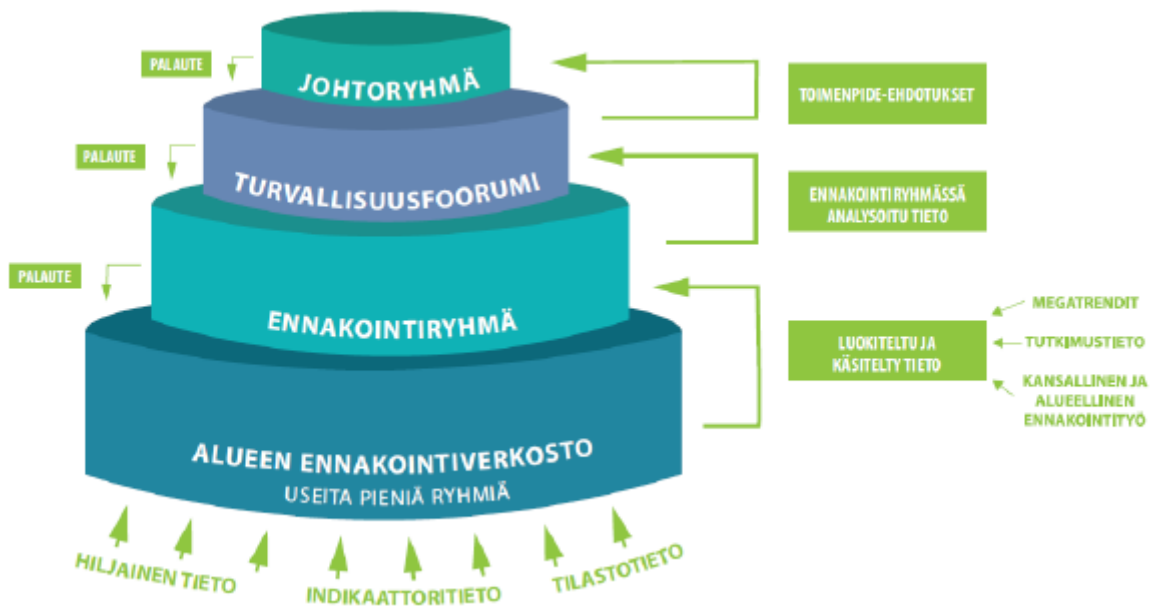 PALAUTE
JOHTORYHMÄ
TOIMENPIDE-EHDOTUKSET
PALAUTE
TURVALLISUUSFOORUMI
ENNAKOINTIRYHMÄSSÄ
ANALYSOITU TIETO
PALAUTE
ENNAKOINTIRYHMÄ
LUOKITELTU JA
KÄSITELTY TIETO
MEGATRENDIT
TUTKIMUSTIETO
KANSALLINEN JA
ALUEELLINEN
ENNAKOINTITYÖ
ALUEEN ENNAKOINTIVERKOSTO
USEITA PIENIÄ RYHMIÄ
HILJAINEN TIETO
INDIKAATTORITIETO
TILASTOTIETO